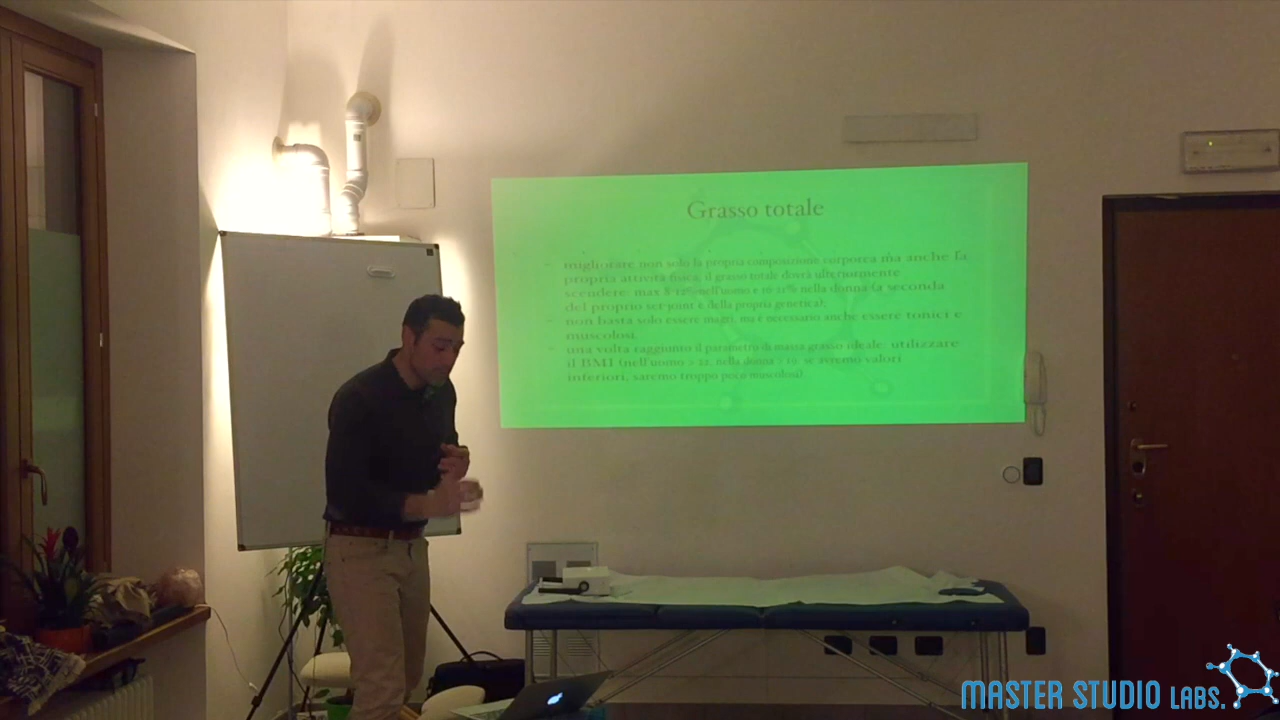 Grasso totale
migliorare non solo la propria composizione corporea ma anche la
propria attività fisica, il grasso totale dovrà ulteriormente
scendere: max 8-12% nell'uomo e 16-21% nella donna (a seconda
del proprio set-point e della propria genetica);
non basta solo essere magri, ma è necessario anche essere tonici e
muscolosi.
una volta raggiunto il parametro di massa grasso ideale: utilizzare
il BMI (nell'uomo > 22, nella donna > 19, se avremo valori
inferiori, saremo troppo poco muscolosi).
MASTER STUDIO LABS.